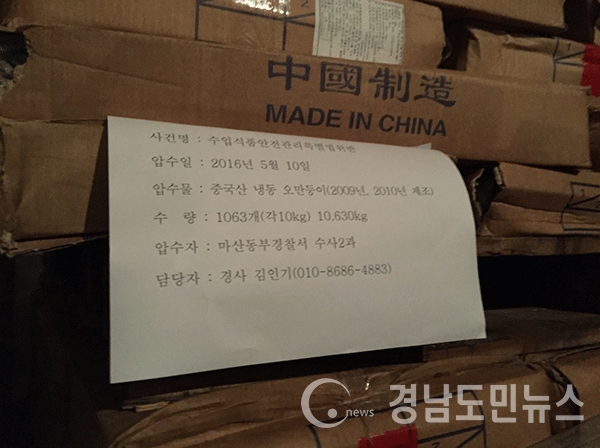 中國制造
MADE IN CHINA
사건명 : 수입식품안전관리특별법위반
압수일 : 2016년 5월 10일
압수물 : 중국산 냉동 오만둥이(2009년, 2010년 제조)
수 량 : 1063개(각10kg) 10,630kg
압수자 : 마산동부경찰서 수사2과
담당자 : 경사 김인기(010-8686-4883)
news 경남도민뉴스